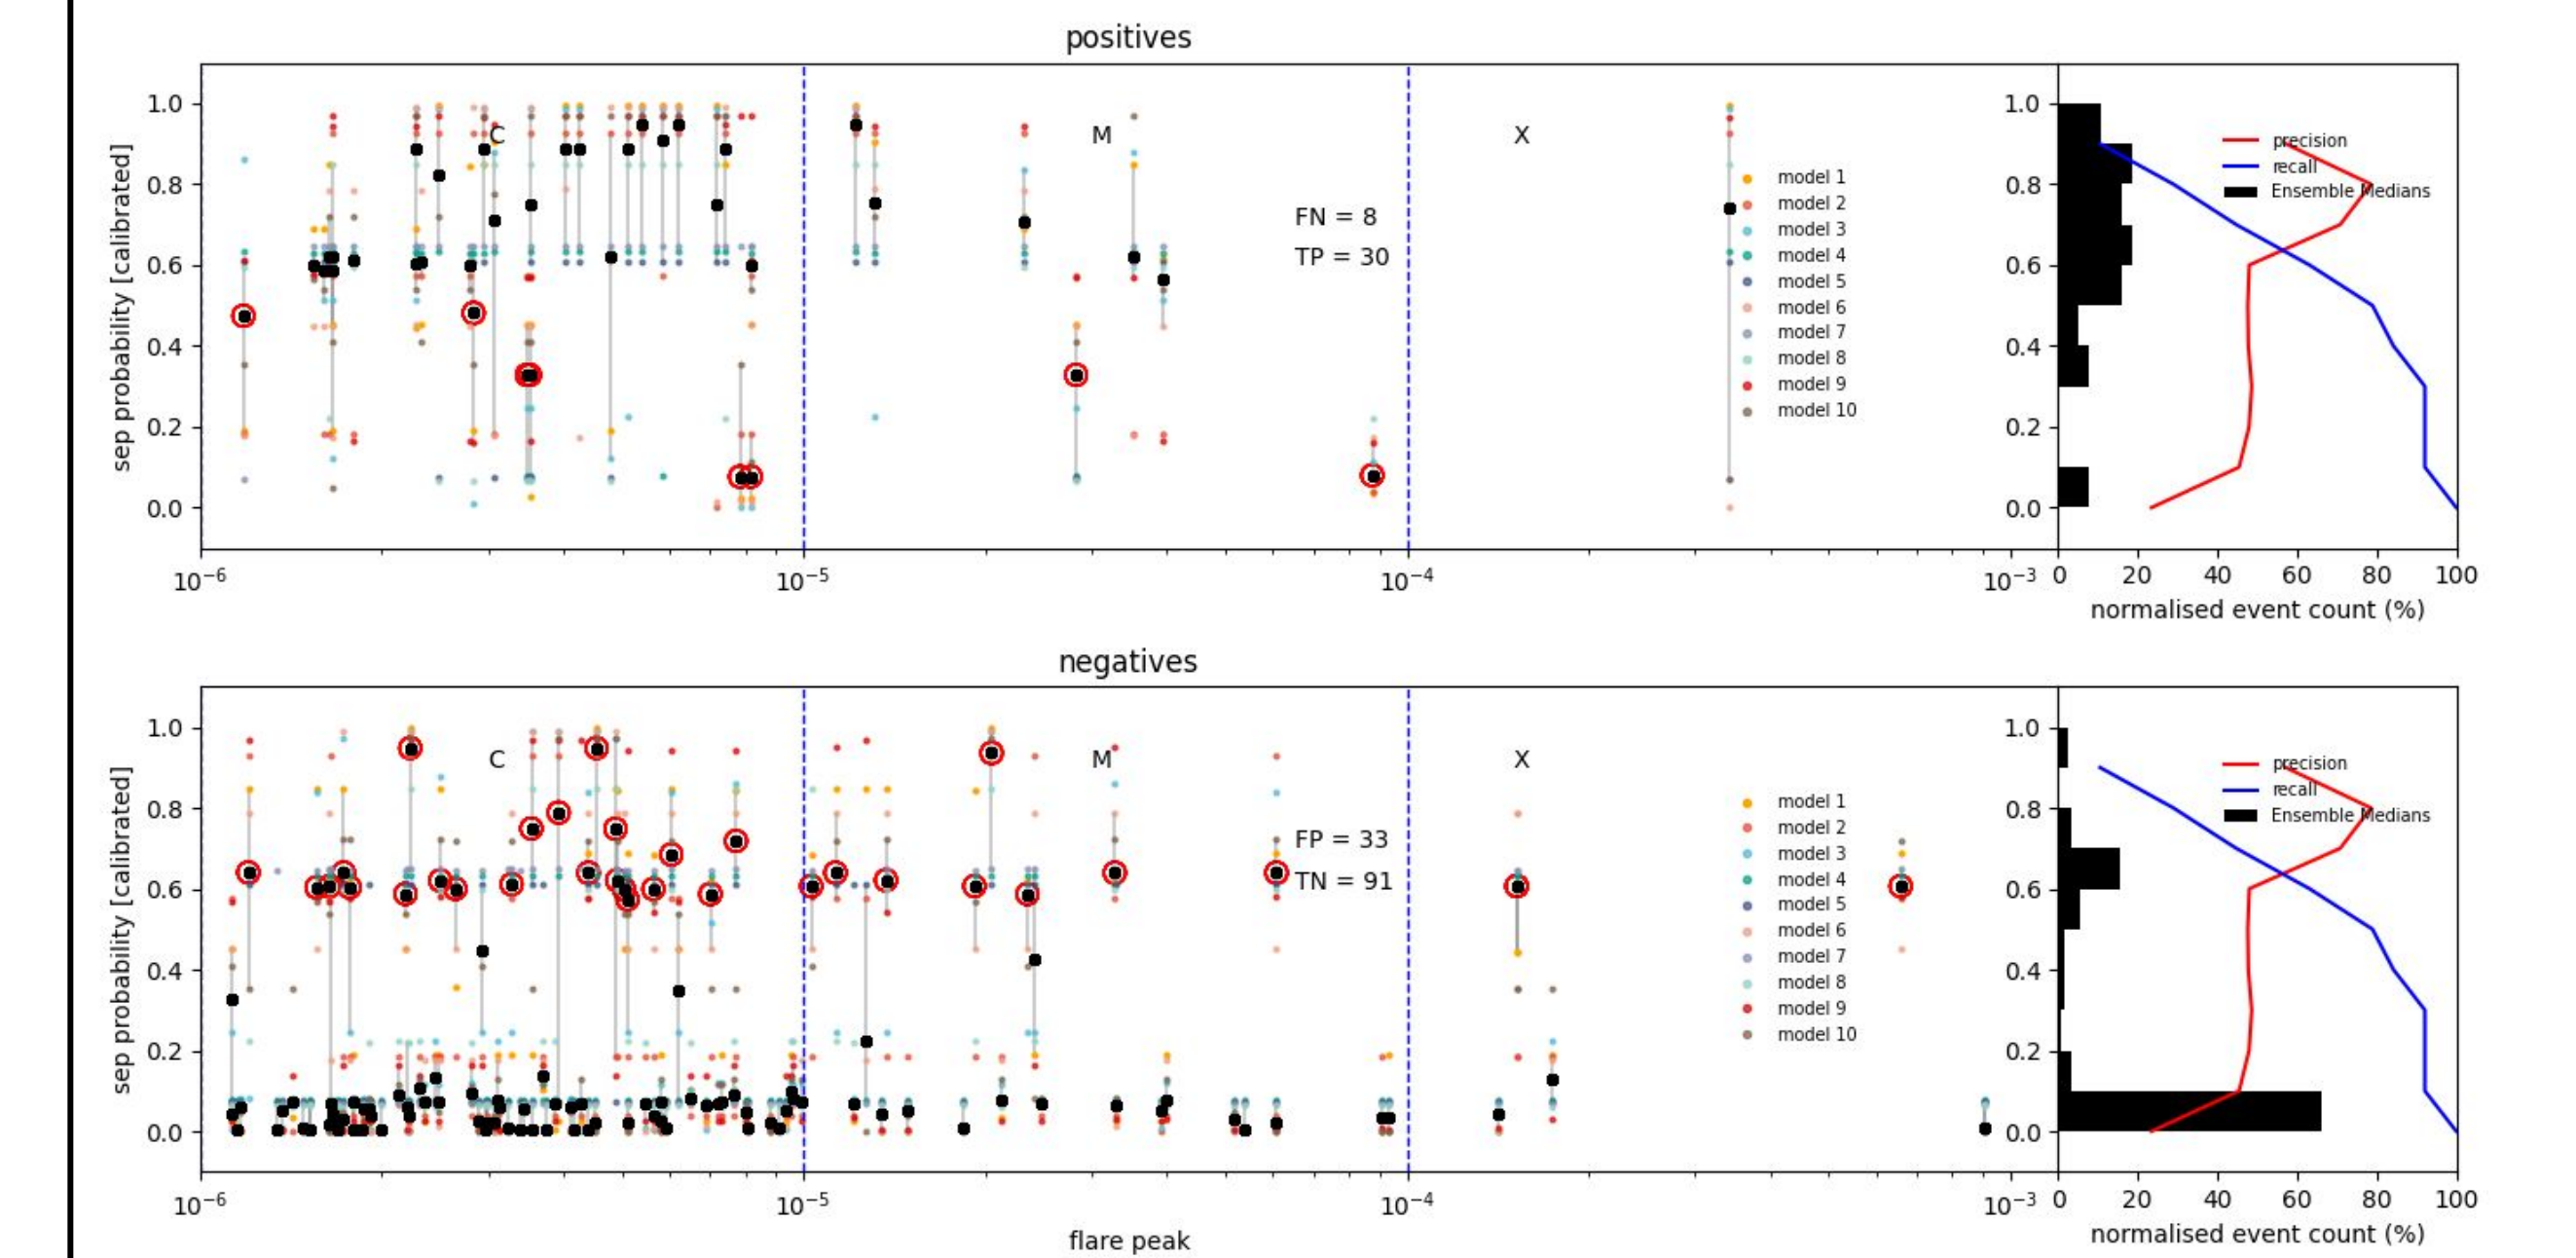 positives
sep probability [calibrated]
1.0
0.8
0.6
0.4
0.2
0.0
C
M
X
FN = 8
TP = 30
model 1
model 2
model 3
model 4
model 5
model 6
model 7
model 8
model 9
model 10
10⁻⁶
10⁻⁵
10⁻⁴
10⁻³
1.0
0.8
0.6
0.4
0.2
0.0
precision
recall
Ensemble Medians
0 20 40 60 80 100
normalised event count (%)
negatives
sep probability [calibrated]
1.0
0.8
0.6
0.4
0.2
0.0
C
M
X
FP = 33
TN = 91
model 1
model 2
model 3
model 4
model 5
model 6
model 7
model 8
model 9
model 10
10⁻⁶
10⁻⁵
10⁻⁴
10⁻³
flare peak
1.0
0.8
0.6
0.4
0.2
0.0
precision
recall
Ensemble Medians
0 20 40 60 80 100
normalised event count (%)